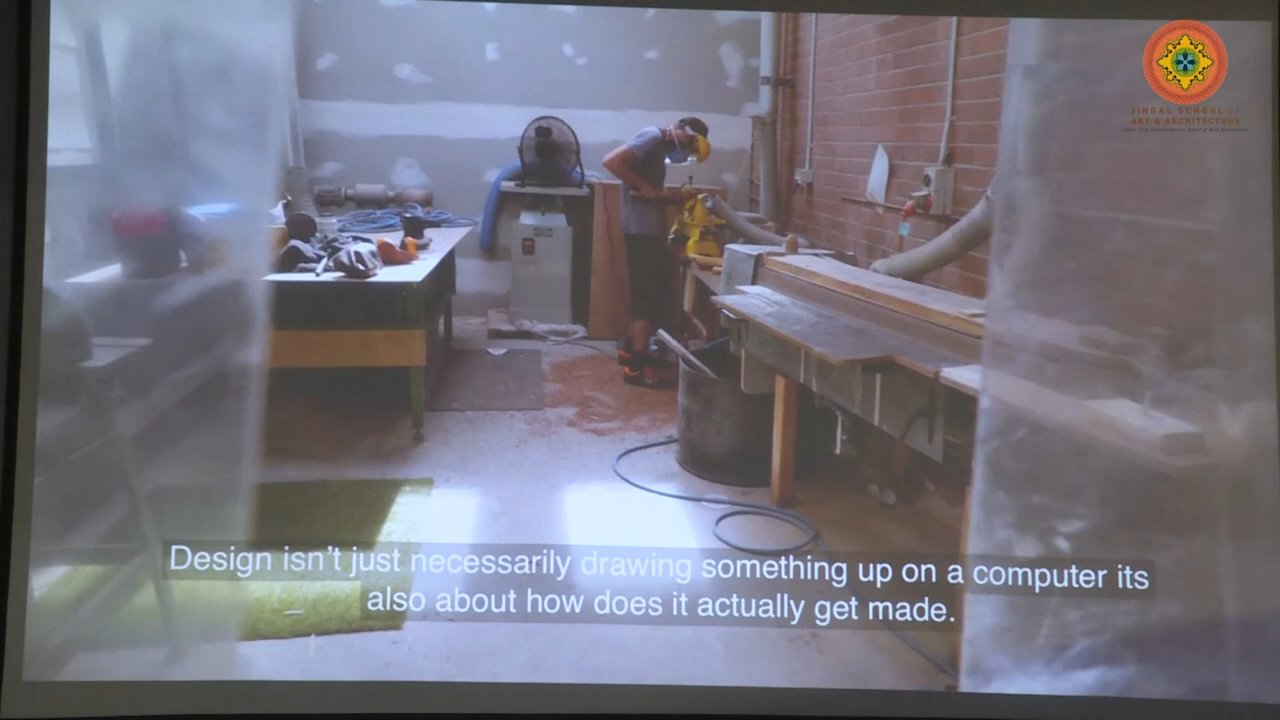 JINDAL SCHOOL OF
ART & ARCHITECTURE
Design isn't just necessarily drawing something up on a computer its
also about how does it actually get made.